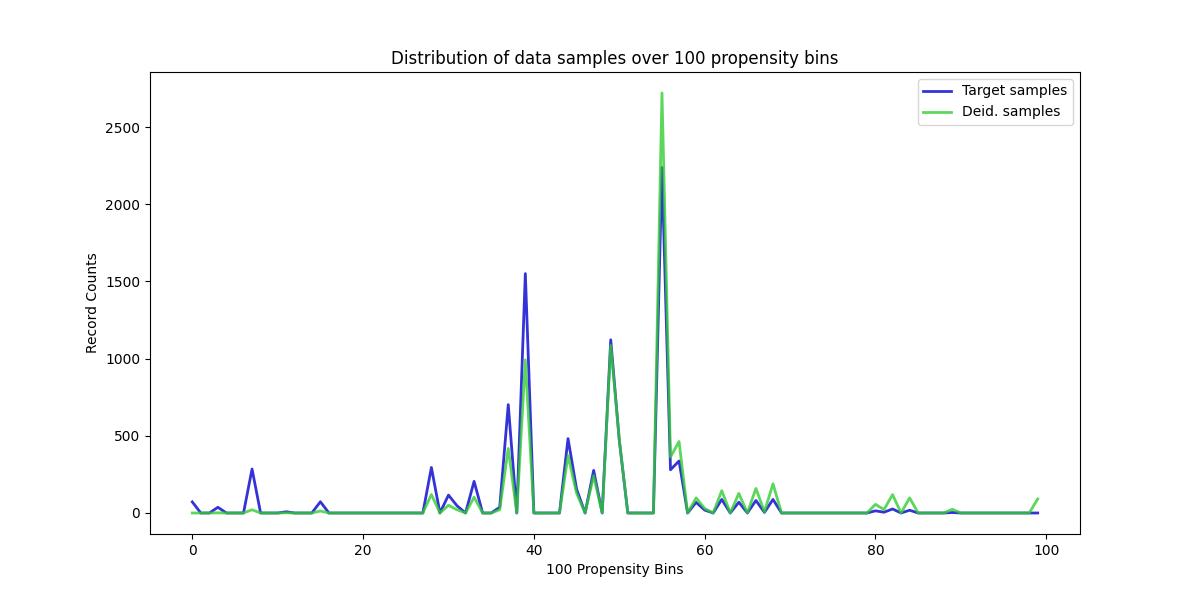 Distribution of data samples over 100 propensity bins
Target samples
Deid. samples
2500
2000
1500
1000
500
0
Record Counts
0 20 40 60 80 100
100 Propensity Bins